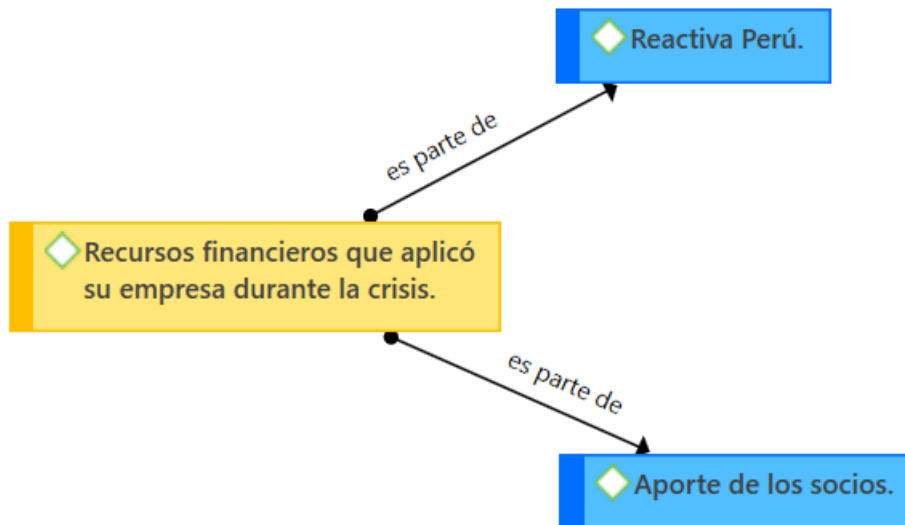 Reactiva Perú.
es parte de
Recursos financieros que aplicó
su empresa durante la crisis.
es parte de
Aporte de los socios.